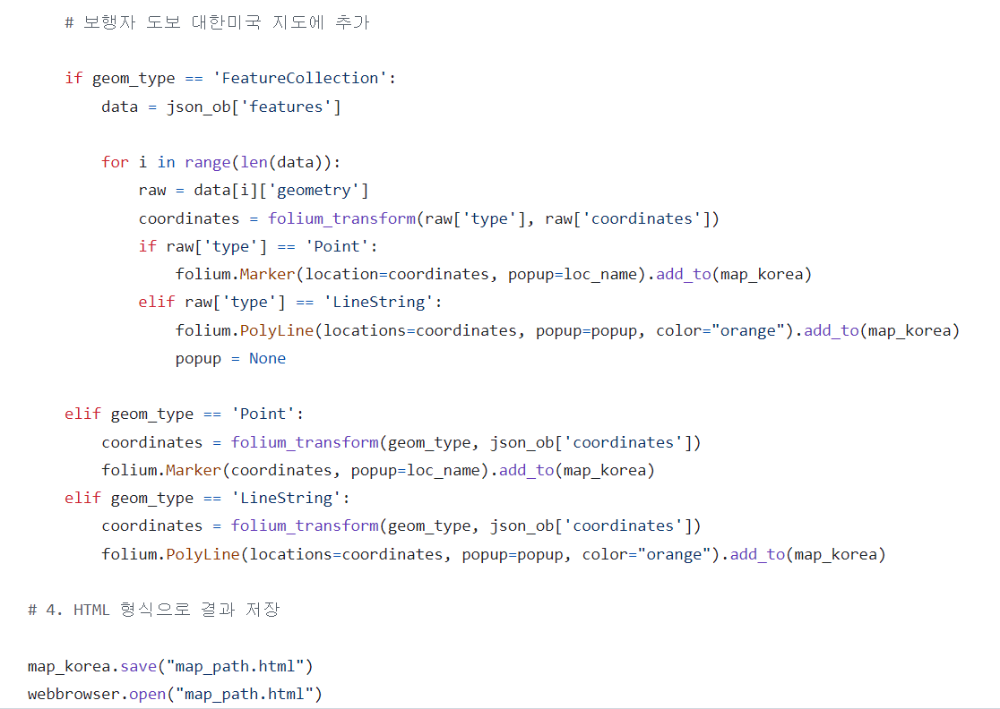 # 보행자 도보 대한미국 지도에 추가
if geom_type == 'FeatureCollection':
data = json_ob['features']
for i in range(len(data)):
raw = data[i]['geometry']
coordinates = folium_transform(raw['type'], raw['coordinates'])
if raw['type'] == 'Point':
folium.Marker(location=coordinates, popup=loc_name).add_to(map_korea)
elif raw['type'] == 'LineString':
folium.PolyLine(locations=coordinates, popup=popup, color="orange").add_to(map_korea)
popup = None
elif geom_type == 'Point':
coordinates = folium_transform(geom_type, json_ob['coordinates'])
folium.Marker(coordinates, popup=loc_name).add_to(map_korea)
elif geom_type == 'LineString':
coordinates = folium_transform(geom_type, json_ob['coordinates'])
folium.PolyLine(locations=coordinates, popup=popup, color="orange").add_to(map_korea)
# 4. HTML 형식으로 결과 저장
map_korea.save("map_path.html")
webbrowser.open("map_path.html")